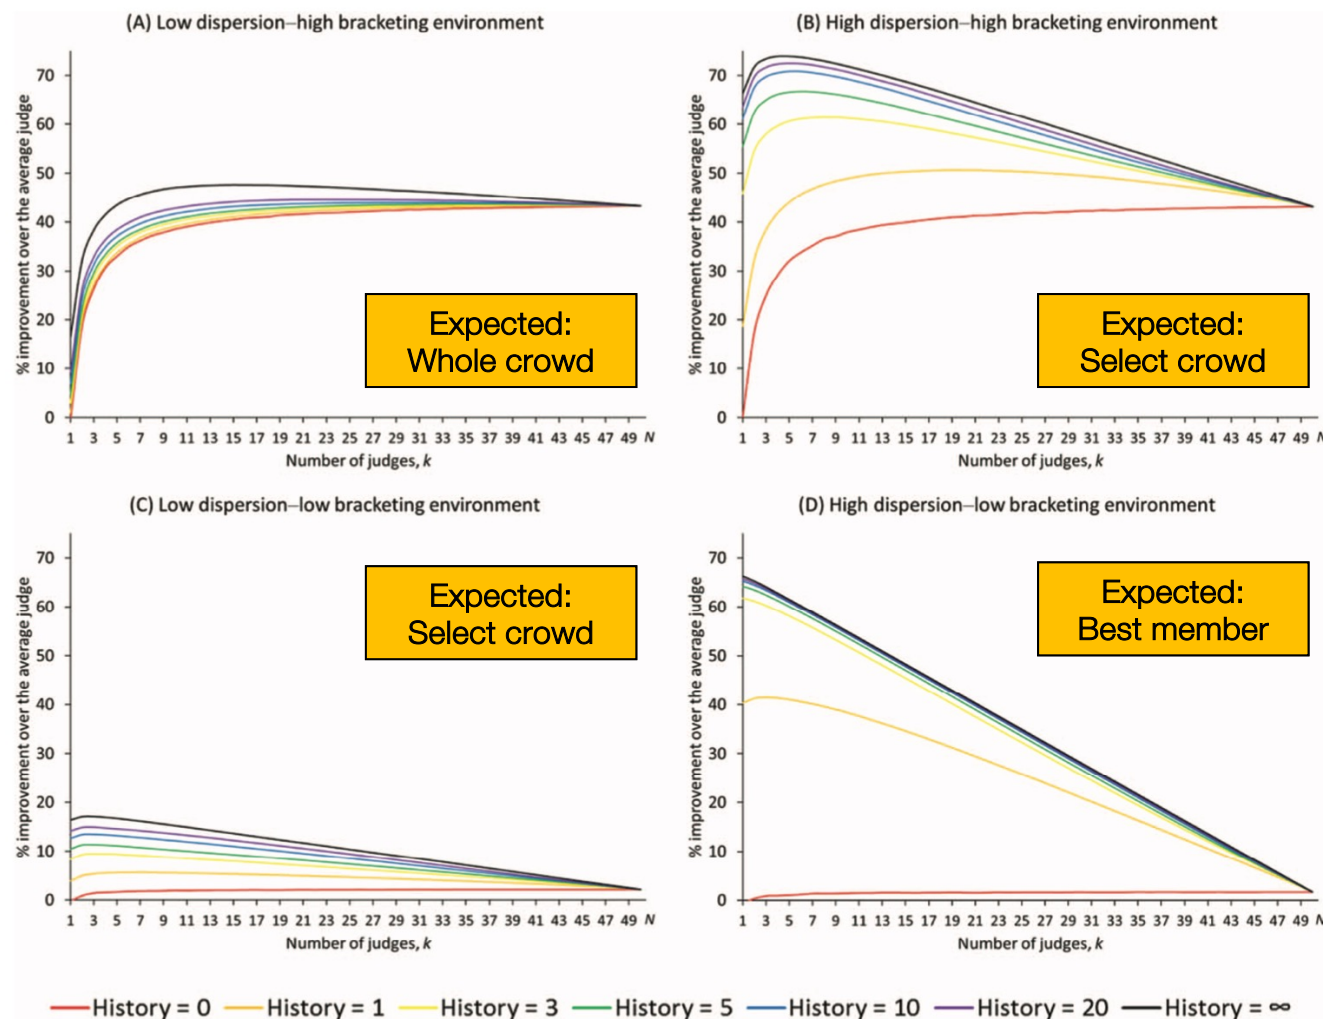 (A) Low dispersion–high bracketing environment
% improvement over the average judge
70
60
50
40
30
20
10
0
Expected:
Whole crowd
1 3 5 7 9 11 13 15 17 19 21 23 25 27 29 31 33 35 37 39 41 43 45 47 49 N
Number of judges, k
(B) High dispersion–high bracketing environment
% improvement over the average judge
70
60
50
40
30
20
10
0
Expected:
Select crowd
1 3 5 7 9 11 13 15 17 19 21 23 25 27 29 31 33 35 37 39 41 43 45 47 49 N
Number of judges, k
(C) Low dispersion–low bracketing environment
% improvement over the average judge
70
60
50
40
30
20
10
0
Expected:
Select crowd
1 3 5 7 9 11 13 15 17 19 21 23 25 27 29 31 33 35 37 39 41 43 45 47 49 N
Number of judges, k
(D) High dispersion–low bracketing environment
% improvement over the average judge
70
60
50
40
30
20
10
0
Expected:
Best member
1 3 5 7 9 11 13 15 17 19 21 23 25 27 29 31 33 35 37 39 41 43 45 47 49 N
Number of judges, k
History = 0 History = 1 History = 3 History = 5 History = 10 History = 20 History = ∞